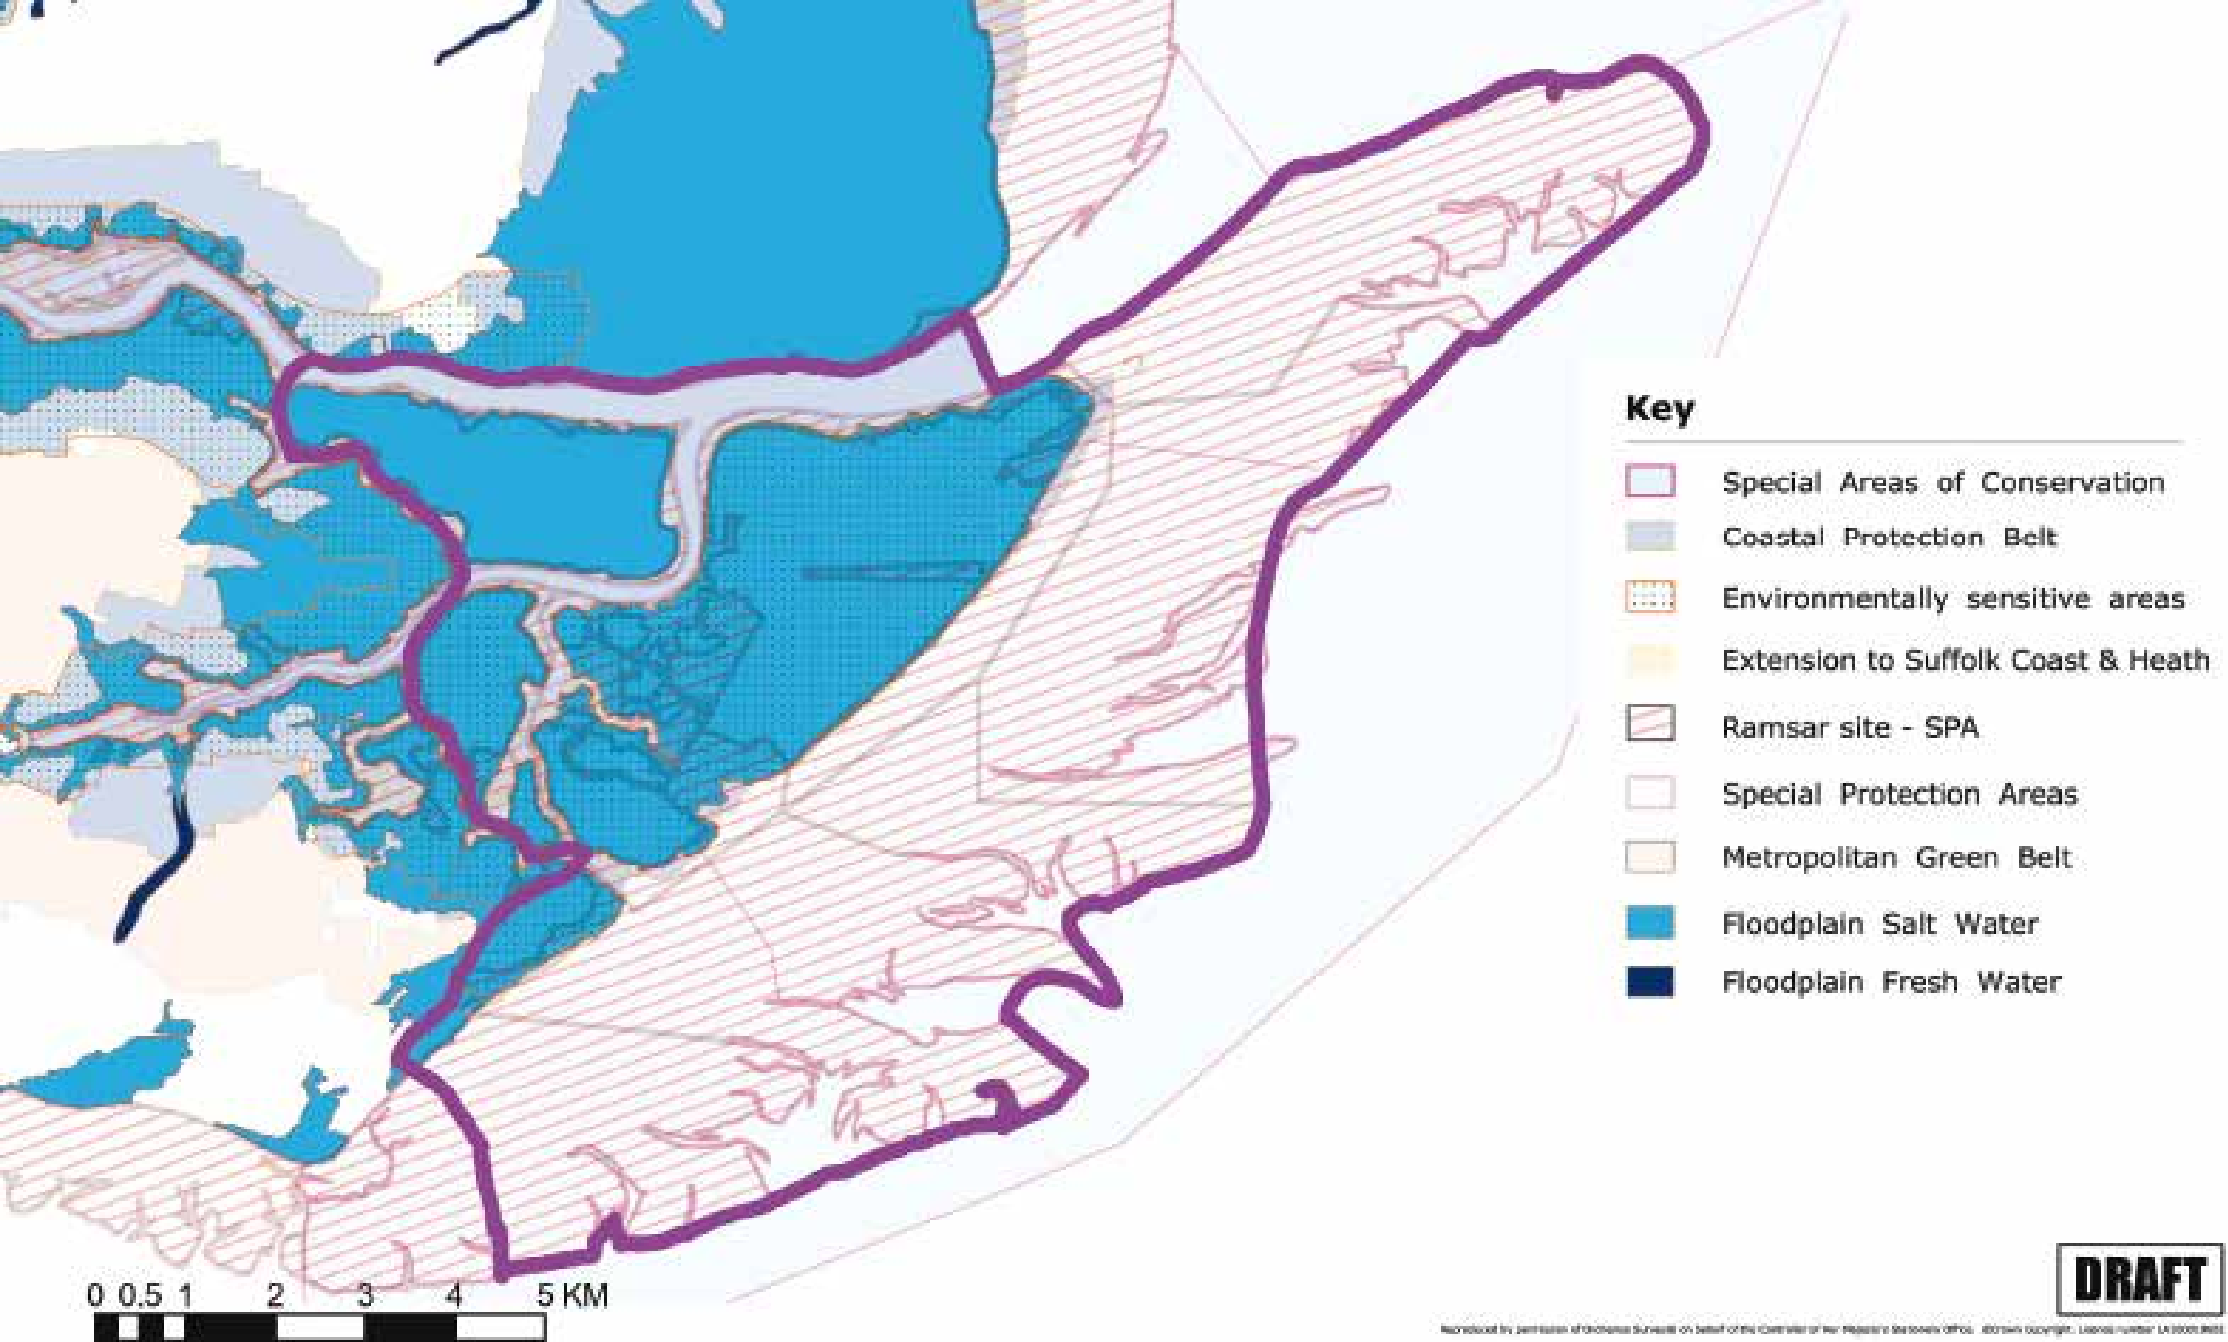 Key
Special Areas of Conservation
Coastal Protection Belt
Environmentally sensitive areas
Extension to Suffolk Coast & Heath
Ramsar site - SPA
Special Protection Areas
Metropolitan Green Belt
Floodplain Salt Water
Floodplain Fresh Water
0 0.5 1 2 3 4 5 KM
DRAFT